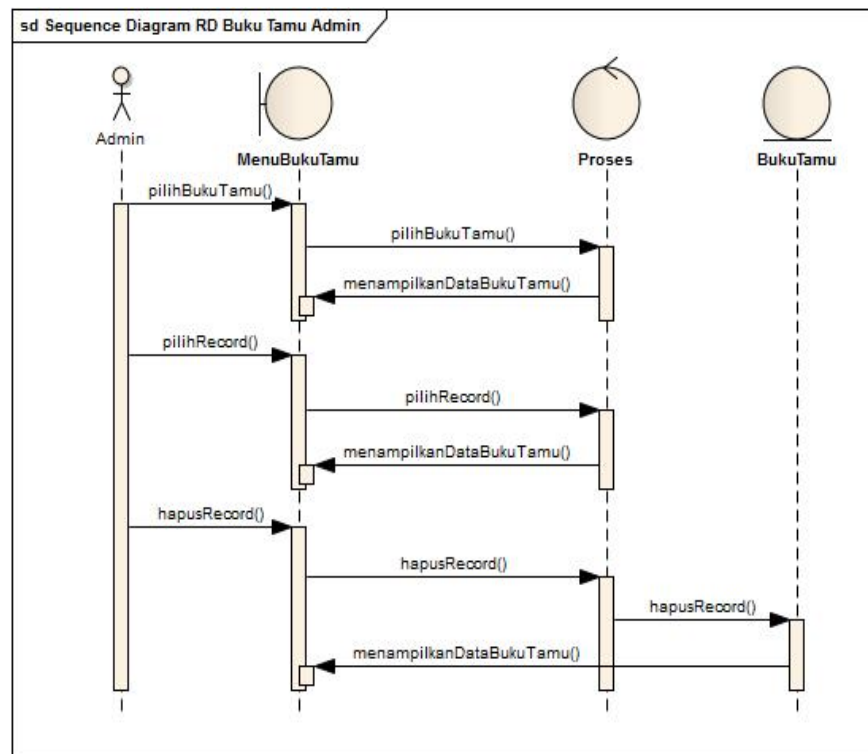 sd Sequence Diagram RD Buku Tamu Admin
Admin
MenuBukuTamu
Proses
BukuTamu
pilihBukuTamu()
pilihBukuTamu()
menampilkanDataBukuTamu()
pilihRecord()
pilihRecord()
menampilkanDataBukuTamu()
hapusRecord()
hapusRecord()
hapusRecord()
menampilkanDataBukuTamu()